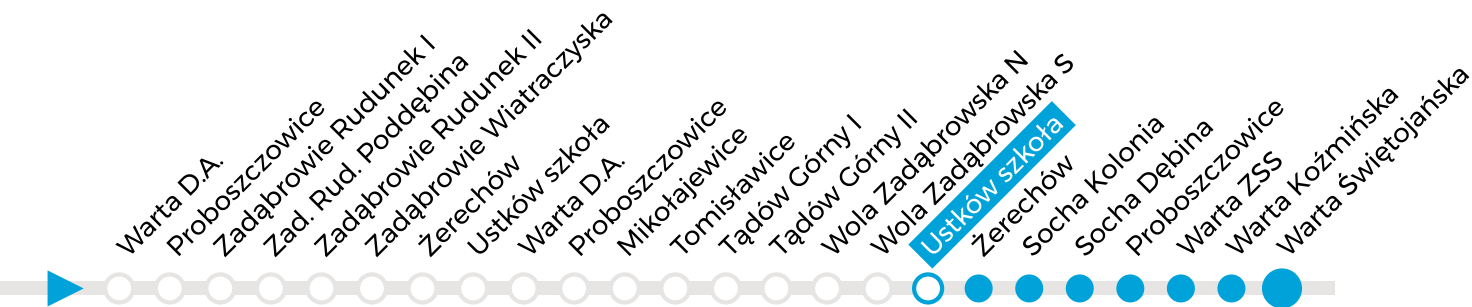 Warta D.A.
Proboszczowice
Zadąbrowie Rudunek I
Zad. Rud. Poddębina
Zadąbrowie Rudunek II
Zadąbrowie Wiatraczyska
Żerechów
Ustków szkoła
Warta D.A.
Proboszczowice
Mikołajewice
Tomisławice
Tądów Górny I
Tądów Górny II
Wola Zadąbrowska N
Wola Zadąbrowska S
Ustków szkoła
Żerechów
Socha Kolonia
Socha Dębina
Proboszczowice
Warta ZSS
Warta Koźmińska
Warta Świętojańska